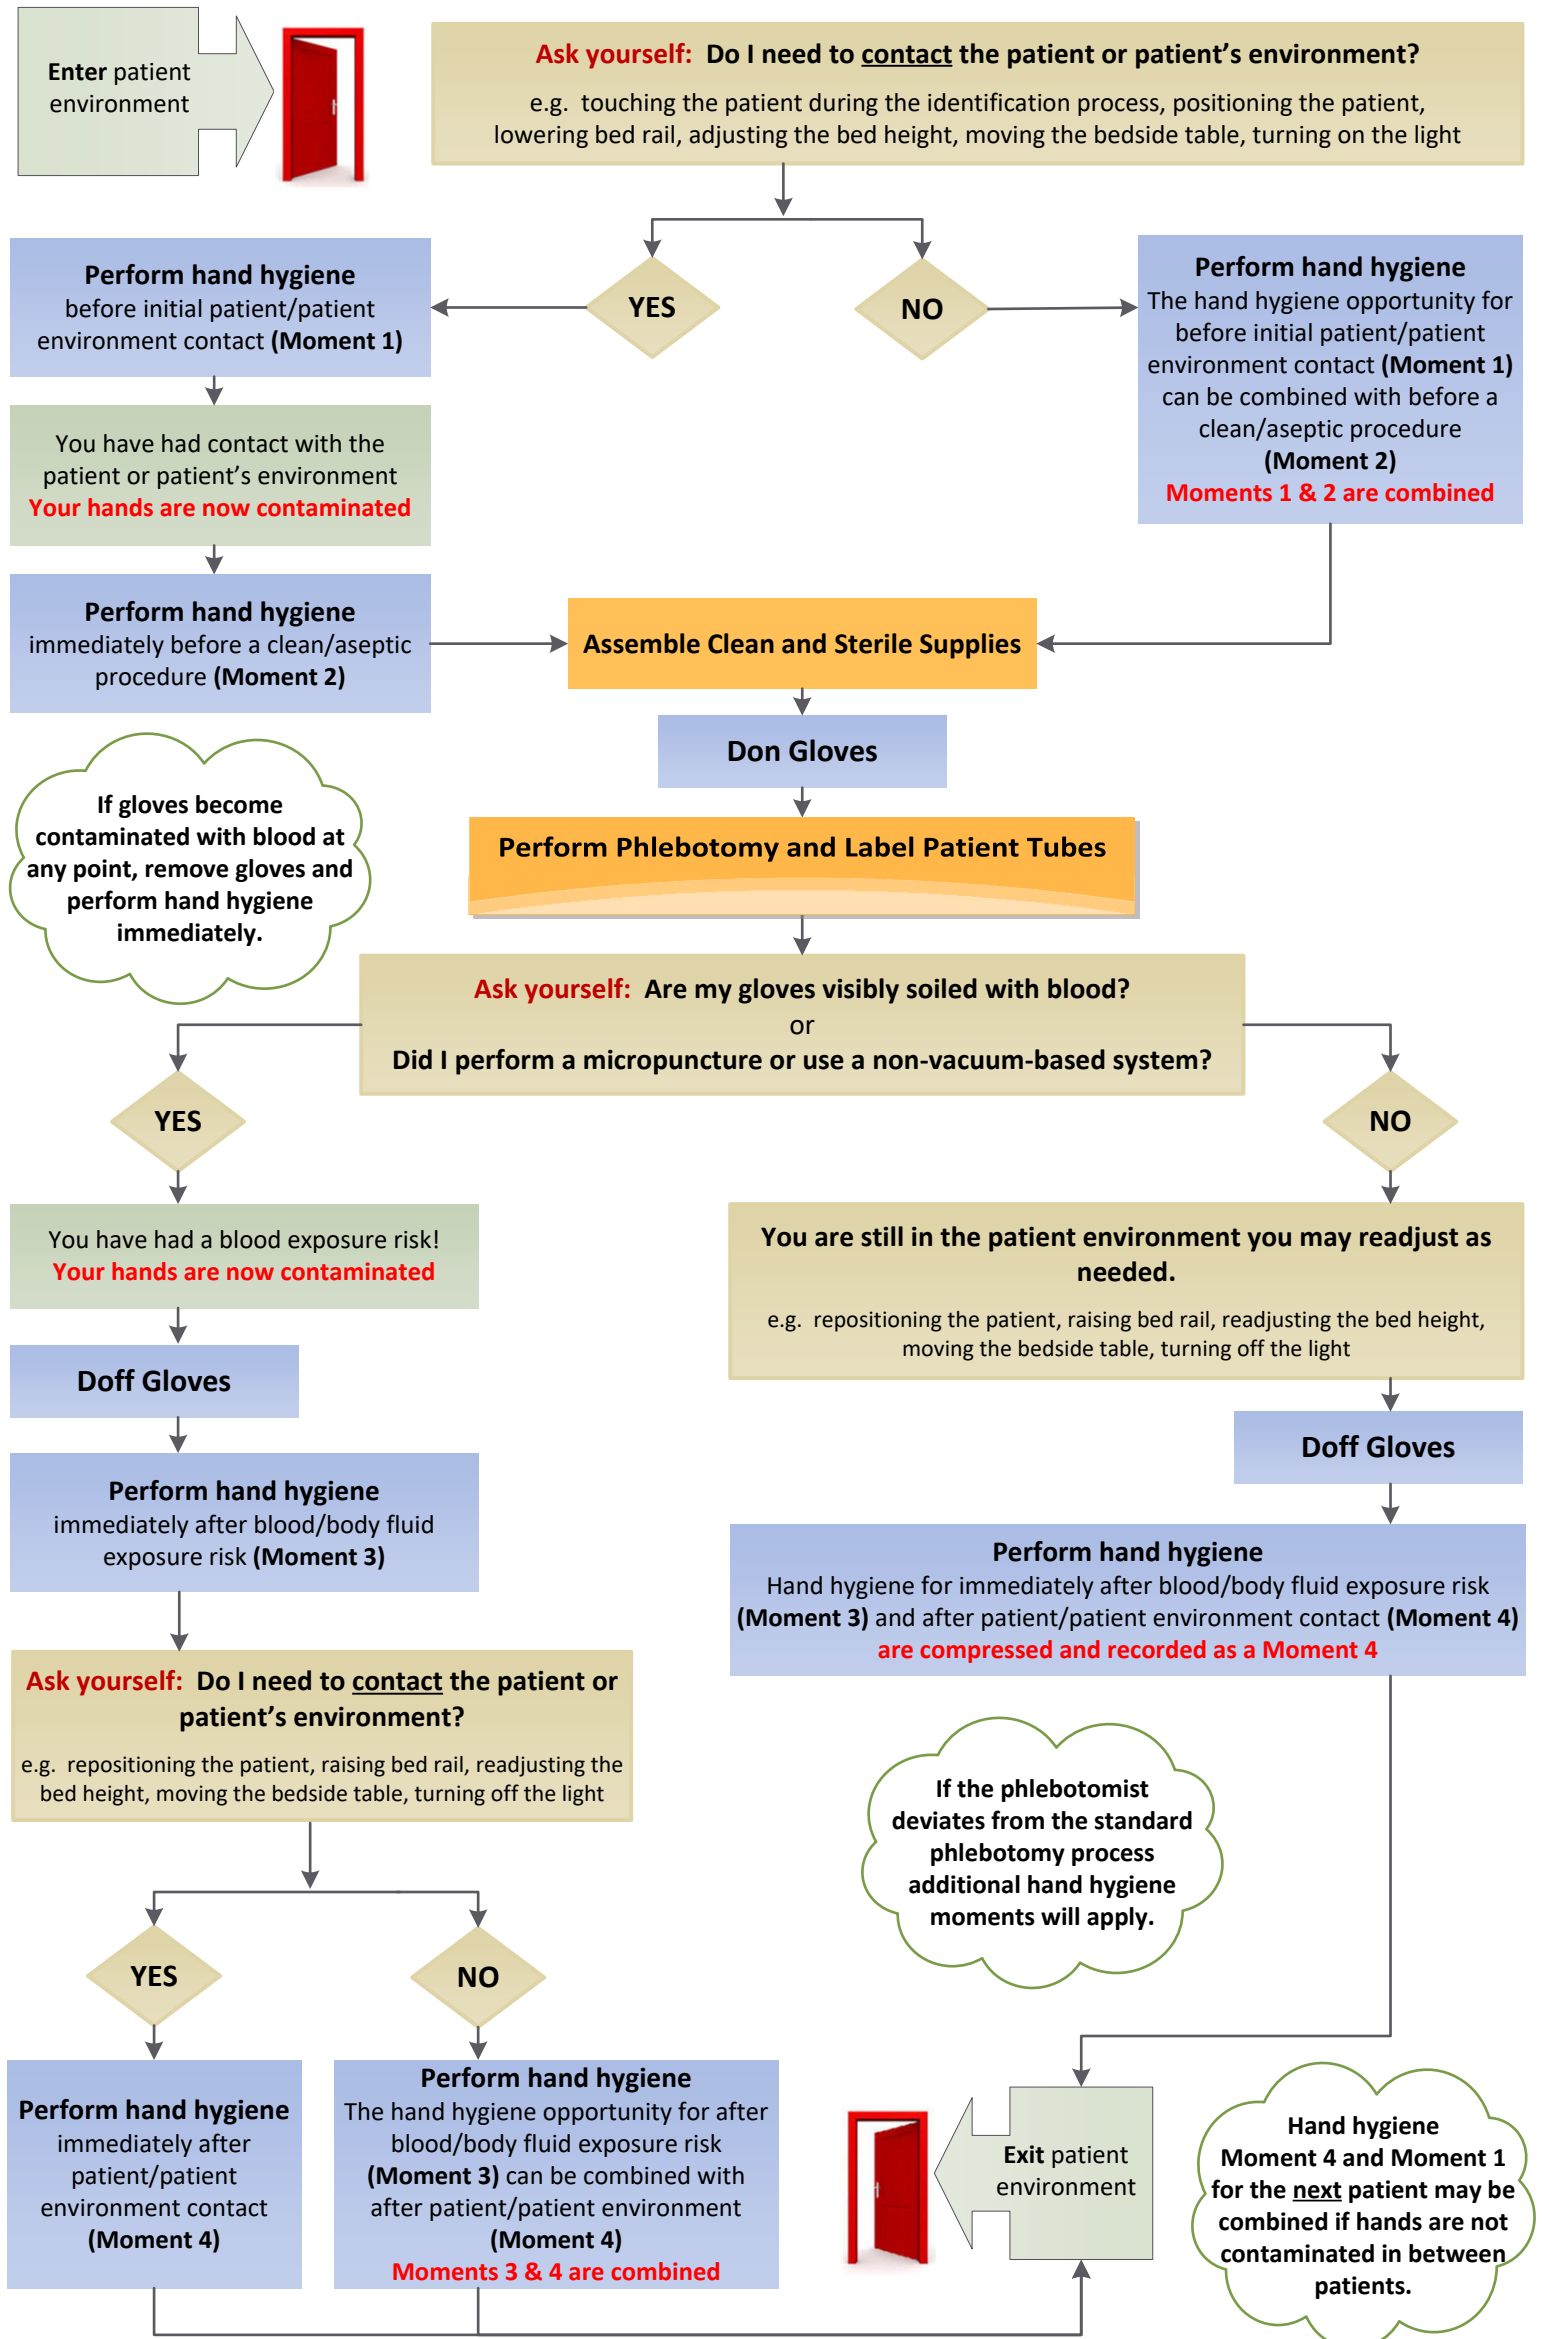 Enter patient
environment
Ask yourself: Do I need to contact the patient or patient's environment?
e.g. touching the patient during the identification process, positioning the patient,
lowering bed rail, adjusting the bed height, moving the bedside table, turning on the light
YES
NO
Perform hand hygiene
before initial patient/patient
environment contact (Moment 1)
Perform hand hygiene
The hand hygiene opportunity for
before initial patient/patient
environment contact (Moment 1)
can be combined with before a
clean/aseptic procedure
(Moment 2)
Moments 1 & 2 are combined
You have had contact with the
patient or patient's environment
Your hands are now contaminated
Perform hand hygiene
immediately before a clean/aseptic
procedure (Moment 2)
Assemble Clean and Sterile Supplies
Don Gloves
If gloves become
contaminated with blood at
any point, remove gloves and
perform hand hygiene
immediately.
Perform Phlebotomy and Label Patient Tubes
Ask yourself: Are my gloves visibly soiled with blood?
or
Did I perform a micropuncture or use a non-vacuum-based system?
YES
NO
You have had a blood exposure risk!
Your hands are now contaminated
Doff Gloves
Perform hand hygiene
immediately after blood/body fluid
exposure risk (Moment 3)
You are still in the patient environment you may readjust as
needed.
e.g. repositioning the patient, raising bed rail, readjusting the bed height,
moving the bedside table, turning off the light
Doff Gloves
Perform hand hygiene
Hand hygiene for immediately after blood/body fluid exposure risk
(Moment 3) and after patient/patient environment contact (Moment 4)
are compressed and recorded as a Moment 4
Ask yourself: Do I need to contact the patient or
patient's environment?
e.g. repositioning the patient, raising bed rail, readjusting the
bed height, moving the bedside table, turning off the light
If the phlebotomist
deviates from the standard
phlebotomy process
additional hand hygiene
moments will apply.
YES
NO
Perform hand hygiene
immediately after
patient/patient
environment contact
(Moment 4)
Perform hand hygiene
The hand hygiene opportunity for after
blood/body fluid exposure risk
(Moment 3) can be combined with
after patient/patient environment
(Moment 4)
Moments 3 & 4 are combined
Exit patient
environment
Hand hygiene
Moment 4 and Moment 1
for the next patient may be
combined if hands are not
contaminated in between
patients.